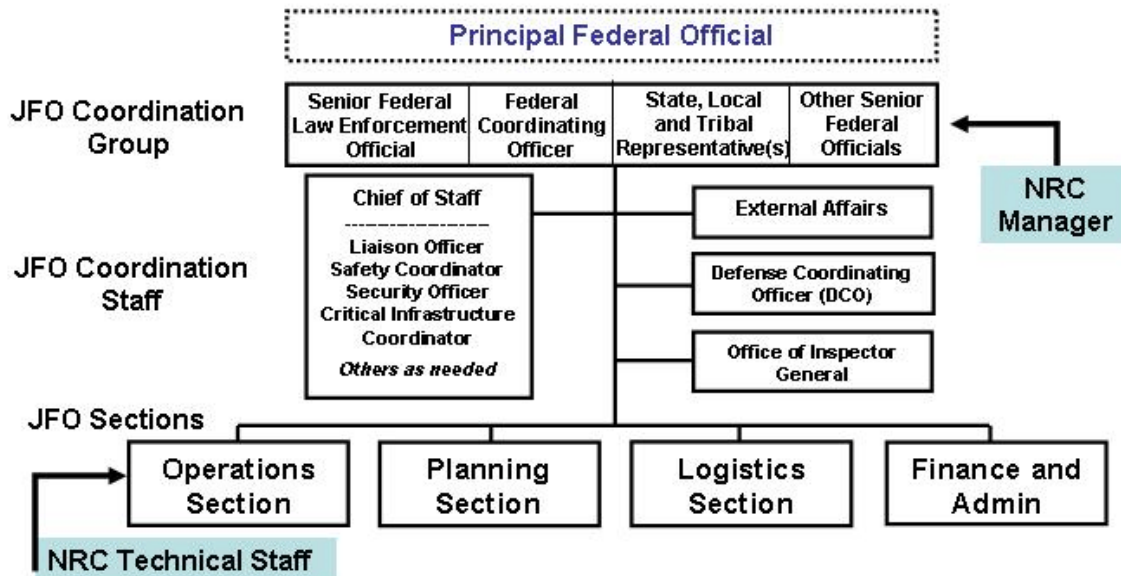 Principal Federal Official
JFO Coordination
Group
Senior Federal
Law Enforcement
Official
Federal
Coordinating
Officer
State, Local
and Tribal
Representative(s)
Other Senior
Federal
Officials
NRC
Manager
JFO Coordination
Staff
Chief of Staff
-----------------------
Liaison Officer
Safety Coordinator
Security Officer
Critical Infrastructure
Coordinator
Others as needed
External Affairs
Defense Coordinating
Officer (DCO)
Office of Inspector
General
JFO Sections
Operations
Section
Planning
Section
Logistics
Section
Finance and
Admin
NRC Technical Staff